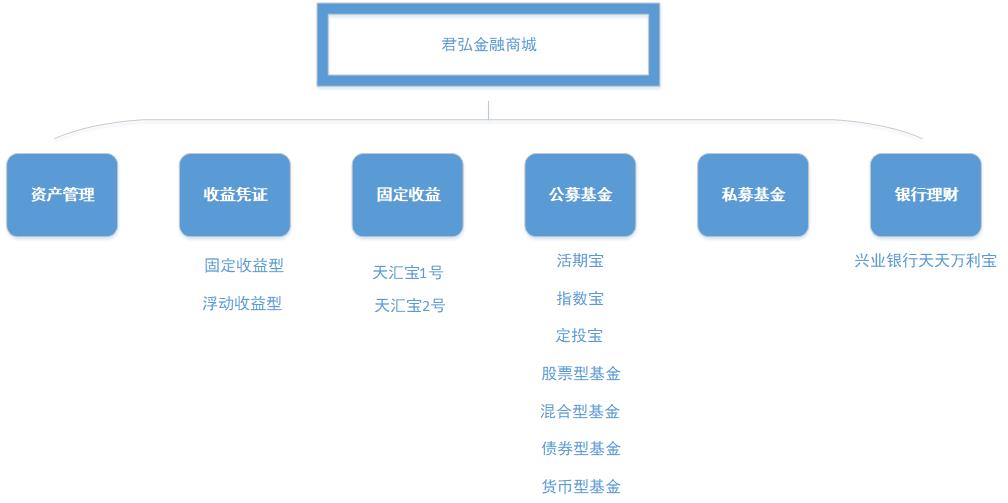 君弘金融商城
资产管理
收益凭证
固定收益
公募基金
私募基金
银行理财
固定收益型
浮动收益型
天汇宝1号
天汇宝2号
活期宝
指数宝
定投宝
股票型基金
混合型基金
债券型基金
货币型基金
兴业银行天天万利宝